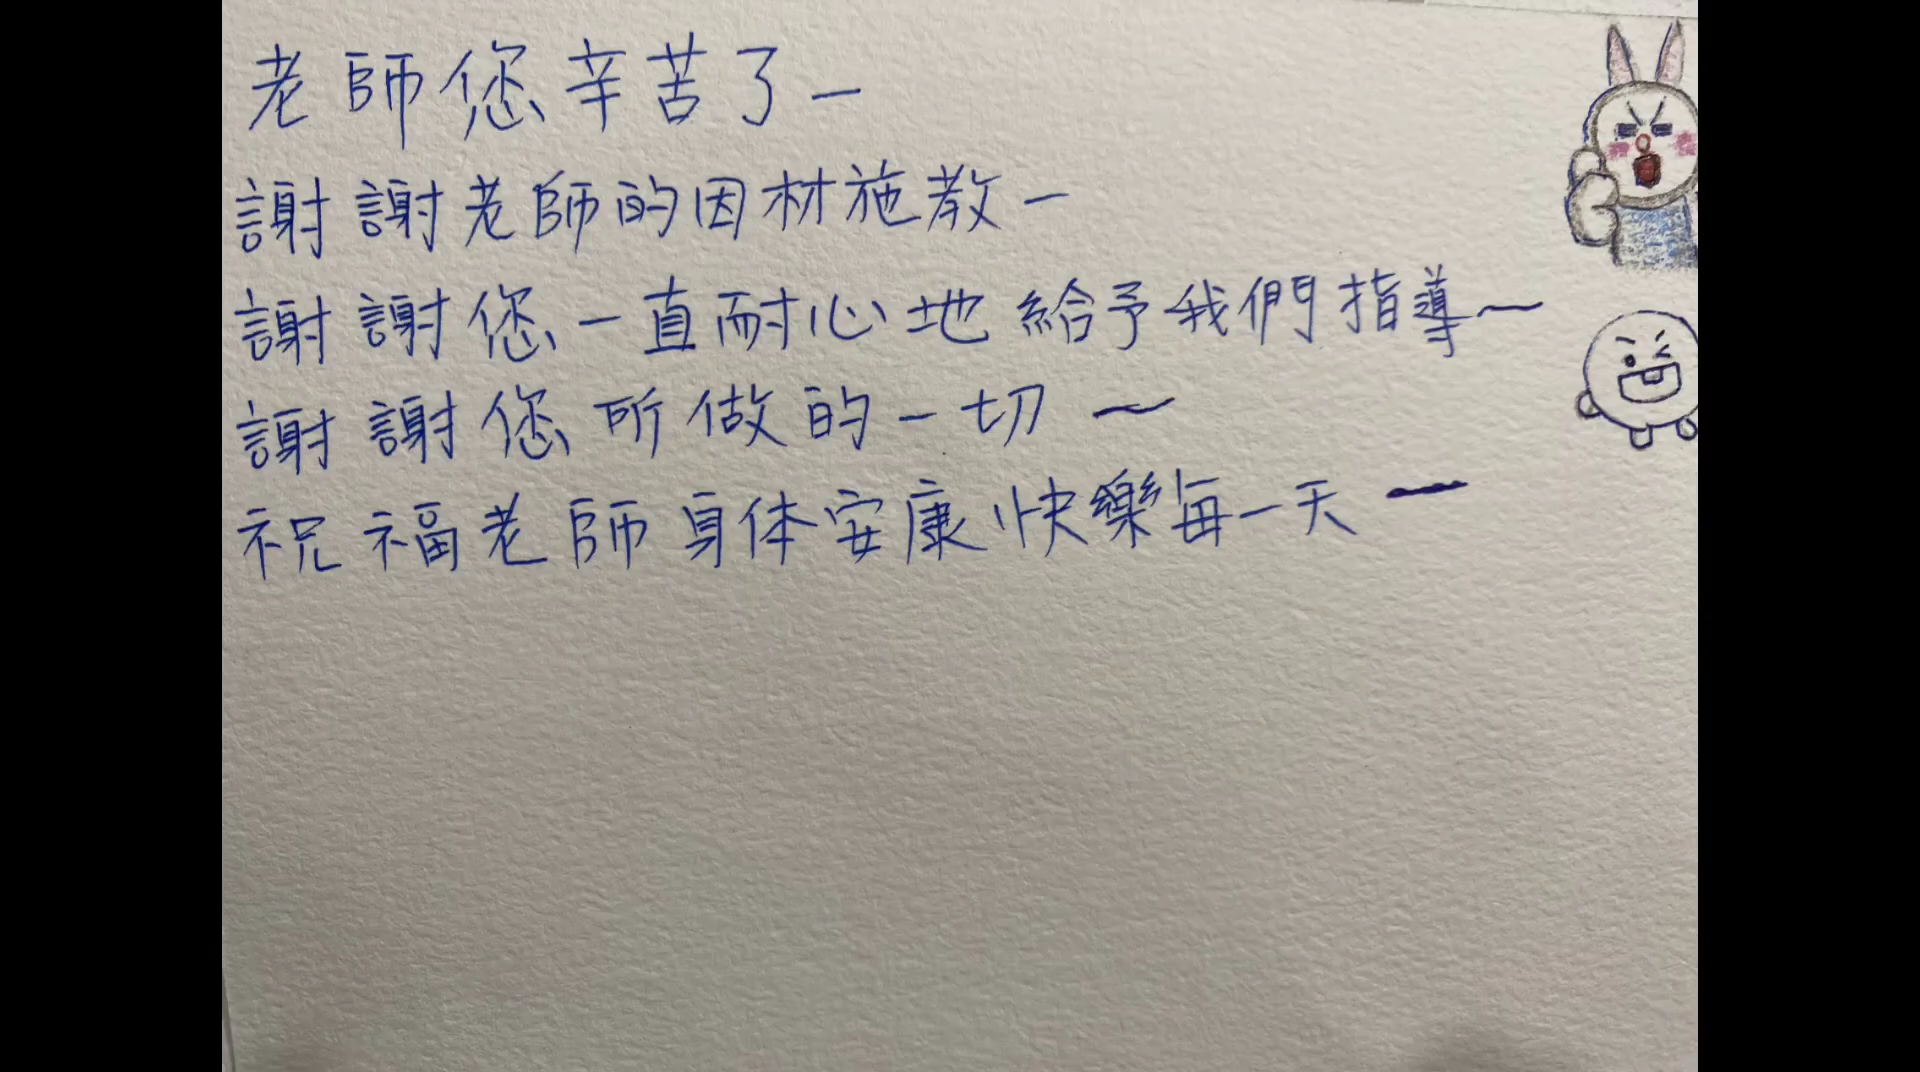 老師您辛苦了~
謝謝老師的因材施教~
謝謝您一直耐心地給予我們指導~
謝謝您所做的一切~
祝福老師身体安康快樂每一天~